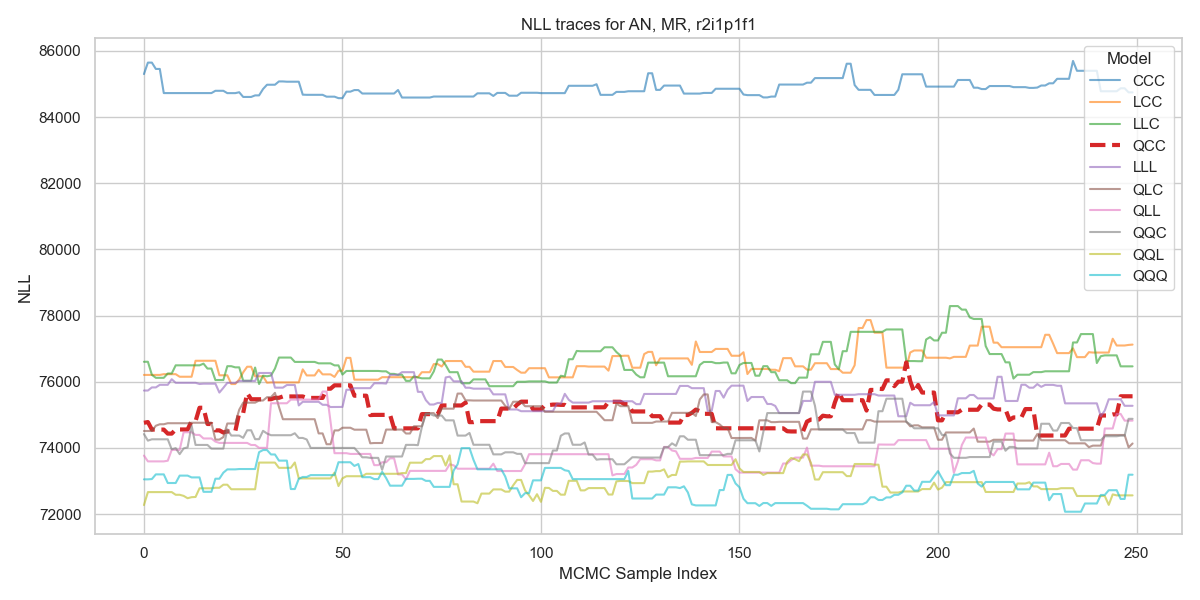 NLL traces for AN, MR, r2i1p1f1
86000
84000
82000
80000
78000
76000
74000
72000
NLL
0
50
100
150
200
250
MCMC Sample Index
Model
CCC
LCC
LLC
QCC
LLL
QLC
QLL
QQC
QQL
QQQ